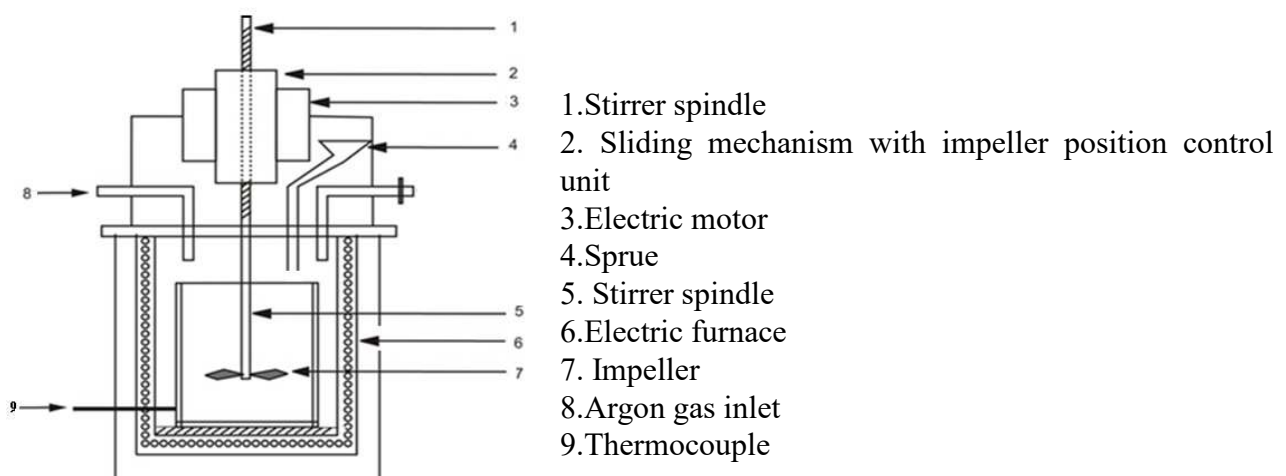 1
2
3
4
8
5
6
7
9
1.Stirrer spindle
2. Sliding mechanism with impeller position control
unit
3.Electric motor
4.Sprue
5. Stirrer spindle
6.Electric furnace
7. Impeller
8.Argon gas inlet
9.Thermocouple